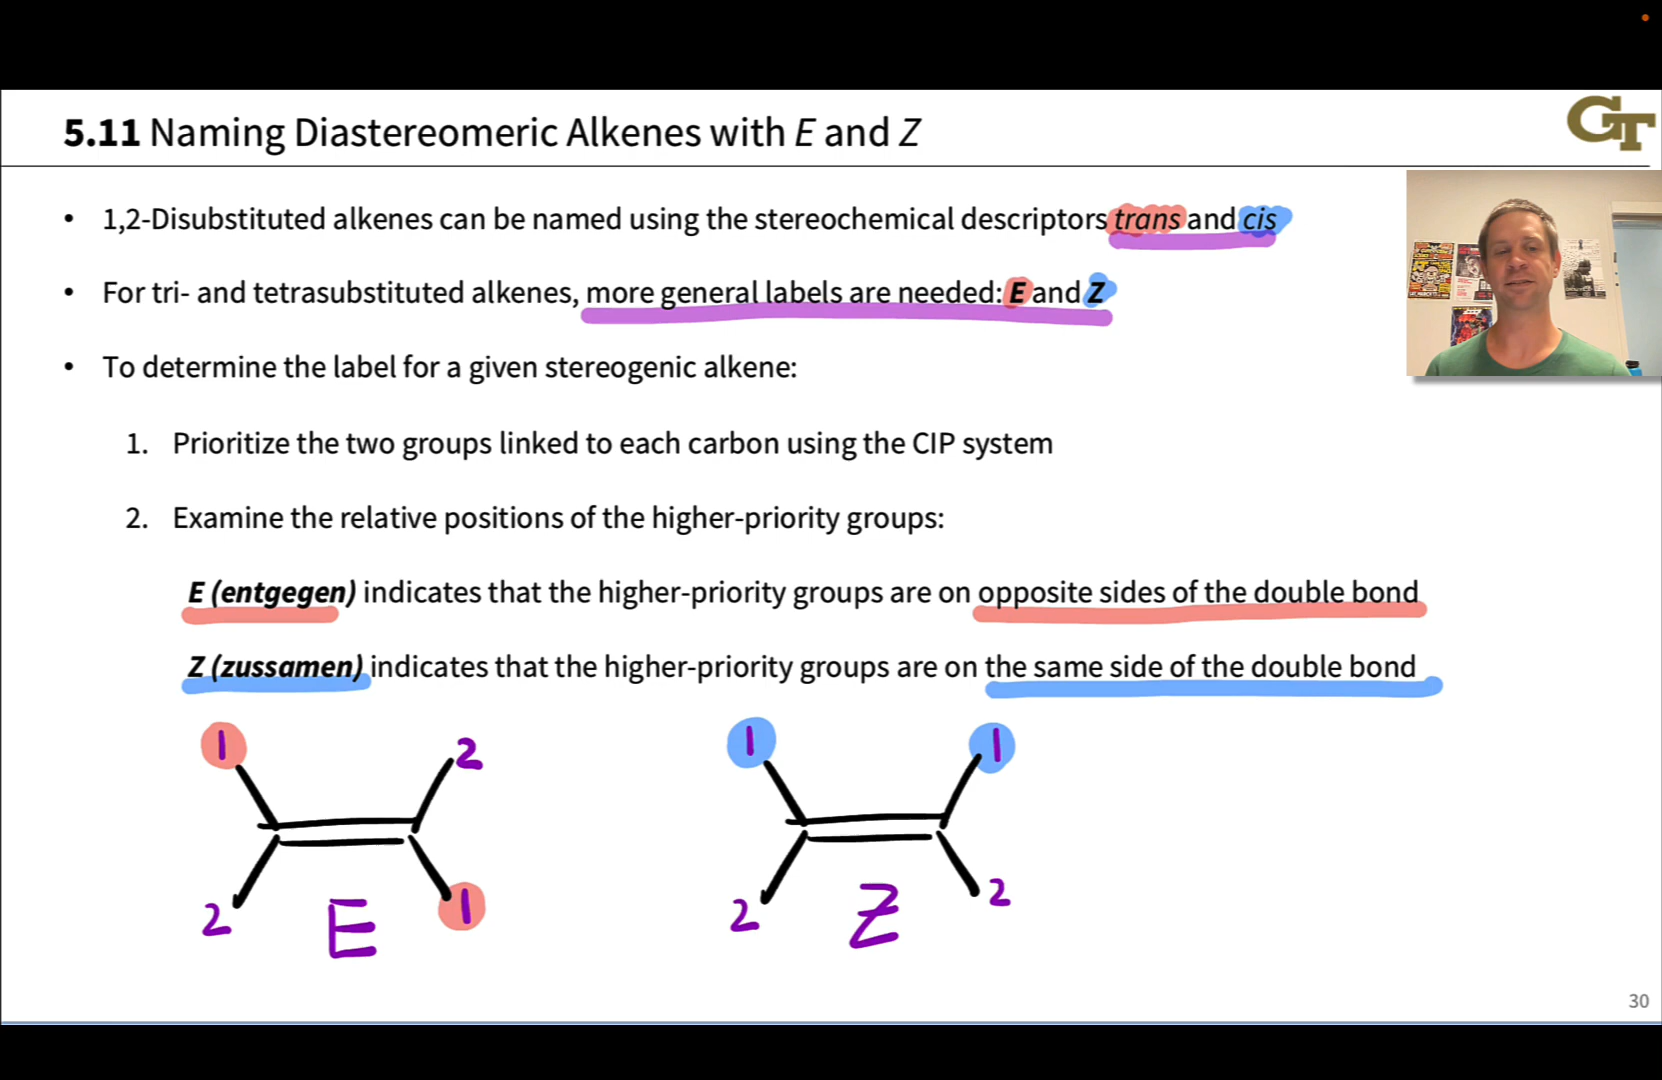 5.11 Naming Diastereomeric Alkenes with E and Z
GT
• 1,2-Disubstituted alkenes can be named using the stereochemical descriptors trans and cis
• For tri- and tetrasubstituted alkenes, more general labels are needed: E and Z
• To determine the label for a given stereogenic alkene:
1. Prioritize the two groups linked to each carbon using the CIP system
2. Examine the relative positions of the higher-priority groups:
E (entgegen) indicates that the higher-priority groups are on opposite sides of the double bond
Z (zussamen) indicates that the higher-priority groups are on the same side of the double bond
1 2 1 1
2 1 2 2
E Z
30